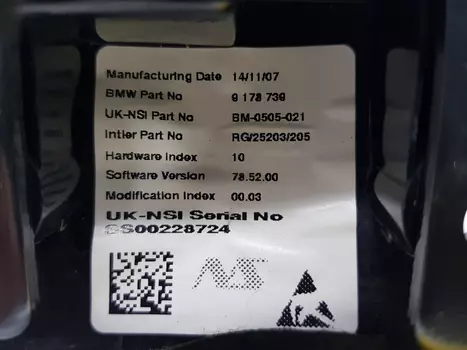 Manufacturing Date 14/11/07
BMW Part No 9 178 739
UK-NSI Part No BM-0505-021
Intier Part No RG/25203/205
Hardware Index 10
Software Version 78.52.00
Modification Index 00.03
UK-NSI Serial No
SS00228724
NS